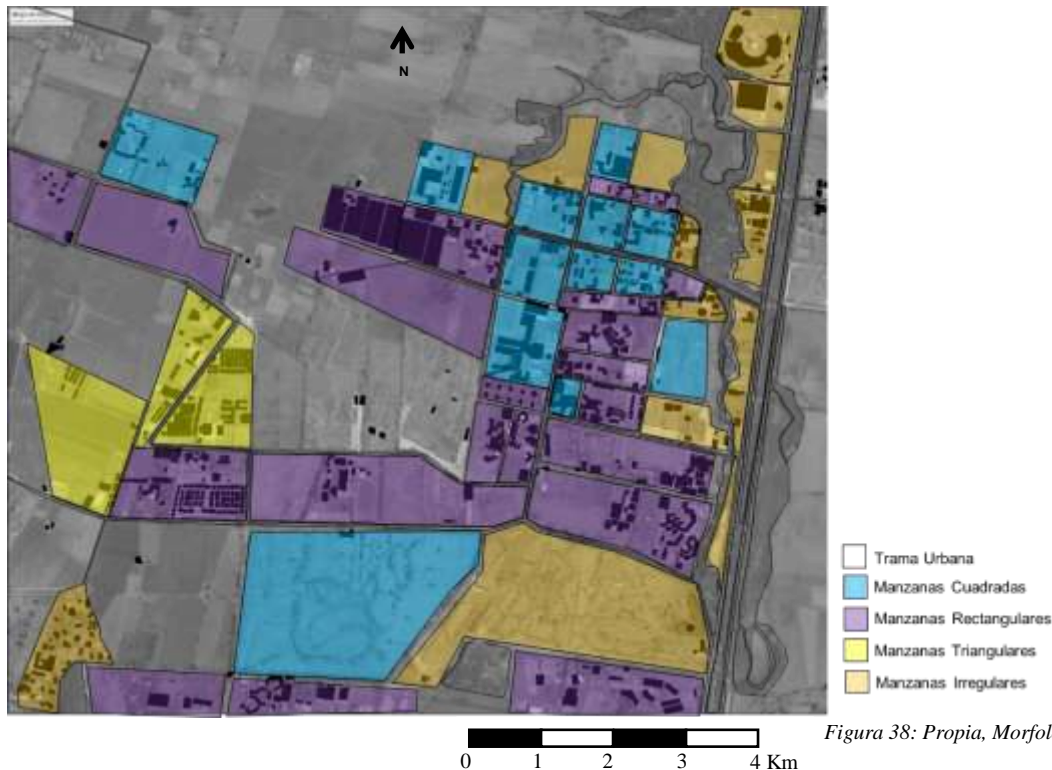 N
Trama Urbana
Manzanas Cuadradas
Manzanas Rectangulares
Manzanas Triangulares
Manzanas Irregulares
Figura 38: Propia, Morfol
0 1 2 3 4 Km